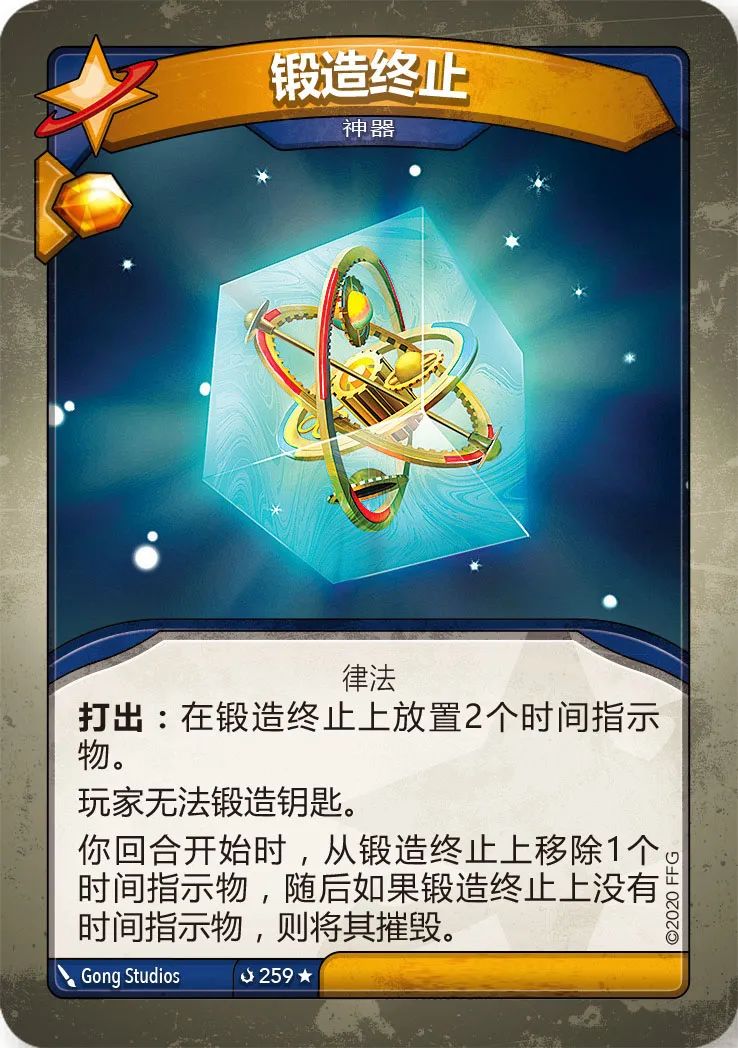 锻造终止
神器
律法
打出：在锻造终止上放置2个时间指示
物。
玩家无法锻造钥匙。
你回合开始时，从锻造终止上移除1个
时间指示物，随后如果锻造终止上没有
时间指示物，则将其摧毁。
©2020 FFG
Gong Studios
259